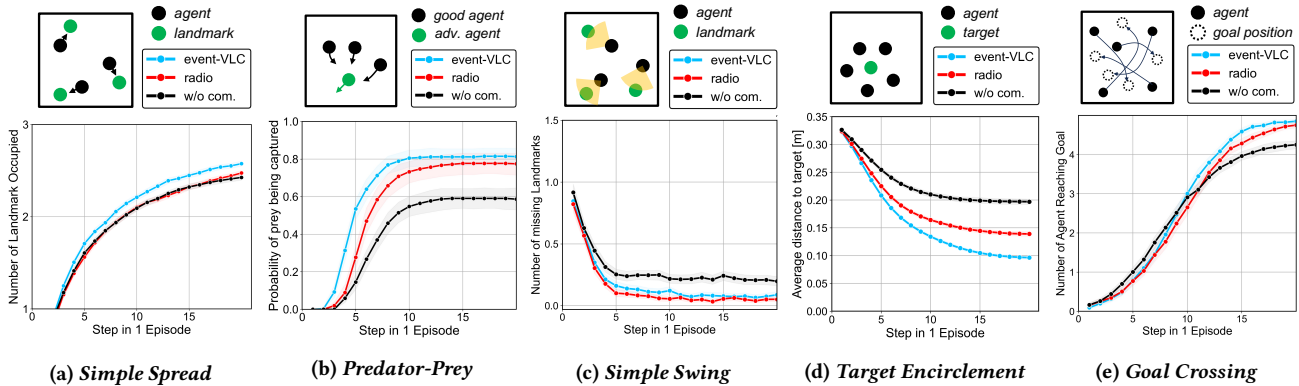 agent
landmark
event-VLC
radio
w/o com.
Number of Landmark Occupied
3
2
1
0
5
10
15
Step in 1 Episode
(a) Simple Spread
good agent
adv. agent
event-VLC
radio
w/o com.
Probability of prey being captured
1.0
0.8
0.6
0.4
0.2
0.0
0
5
10
15
Step in 1 Episode
(b) Predator-Prey
agent
landmark
event-VLC
radio
w/o com.
Number of missing Landmarks
1.5
1.0
0.5
0.0
0
5
10
15
Step in 1 Episode
(c) Simple Swing
agent
target
event-VLC
radio
w/o com.
Average distance to target [m]
0.35
0.30
0.25
0.20
0.15
0.10
0.05
0.00
0
5
10
15
Step in 1 Episode
(d) Target Encirclement
agent
goal position
event-VLC
radio
w/o com.
Number of Agent Reaching Goal
4
3
2
1
0
0
5
10
15
Step in 1 Episode
(e) Goal Crossing